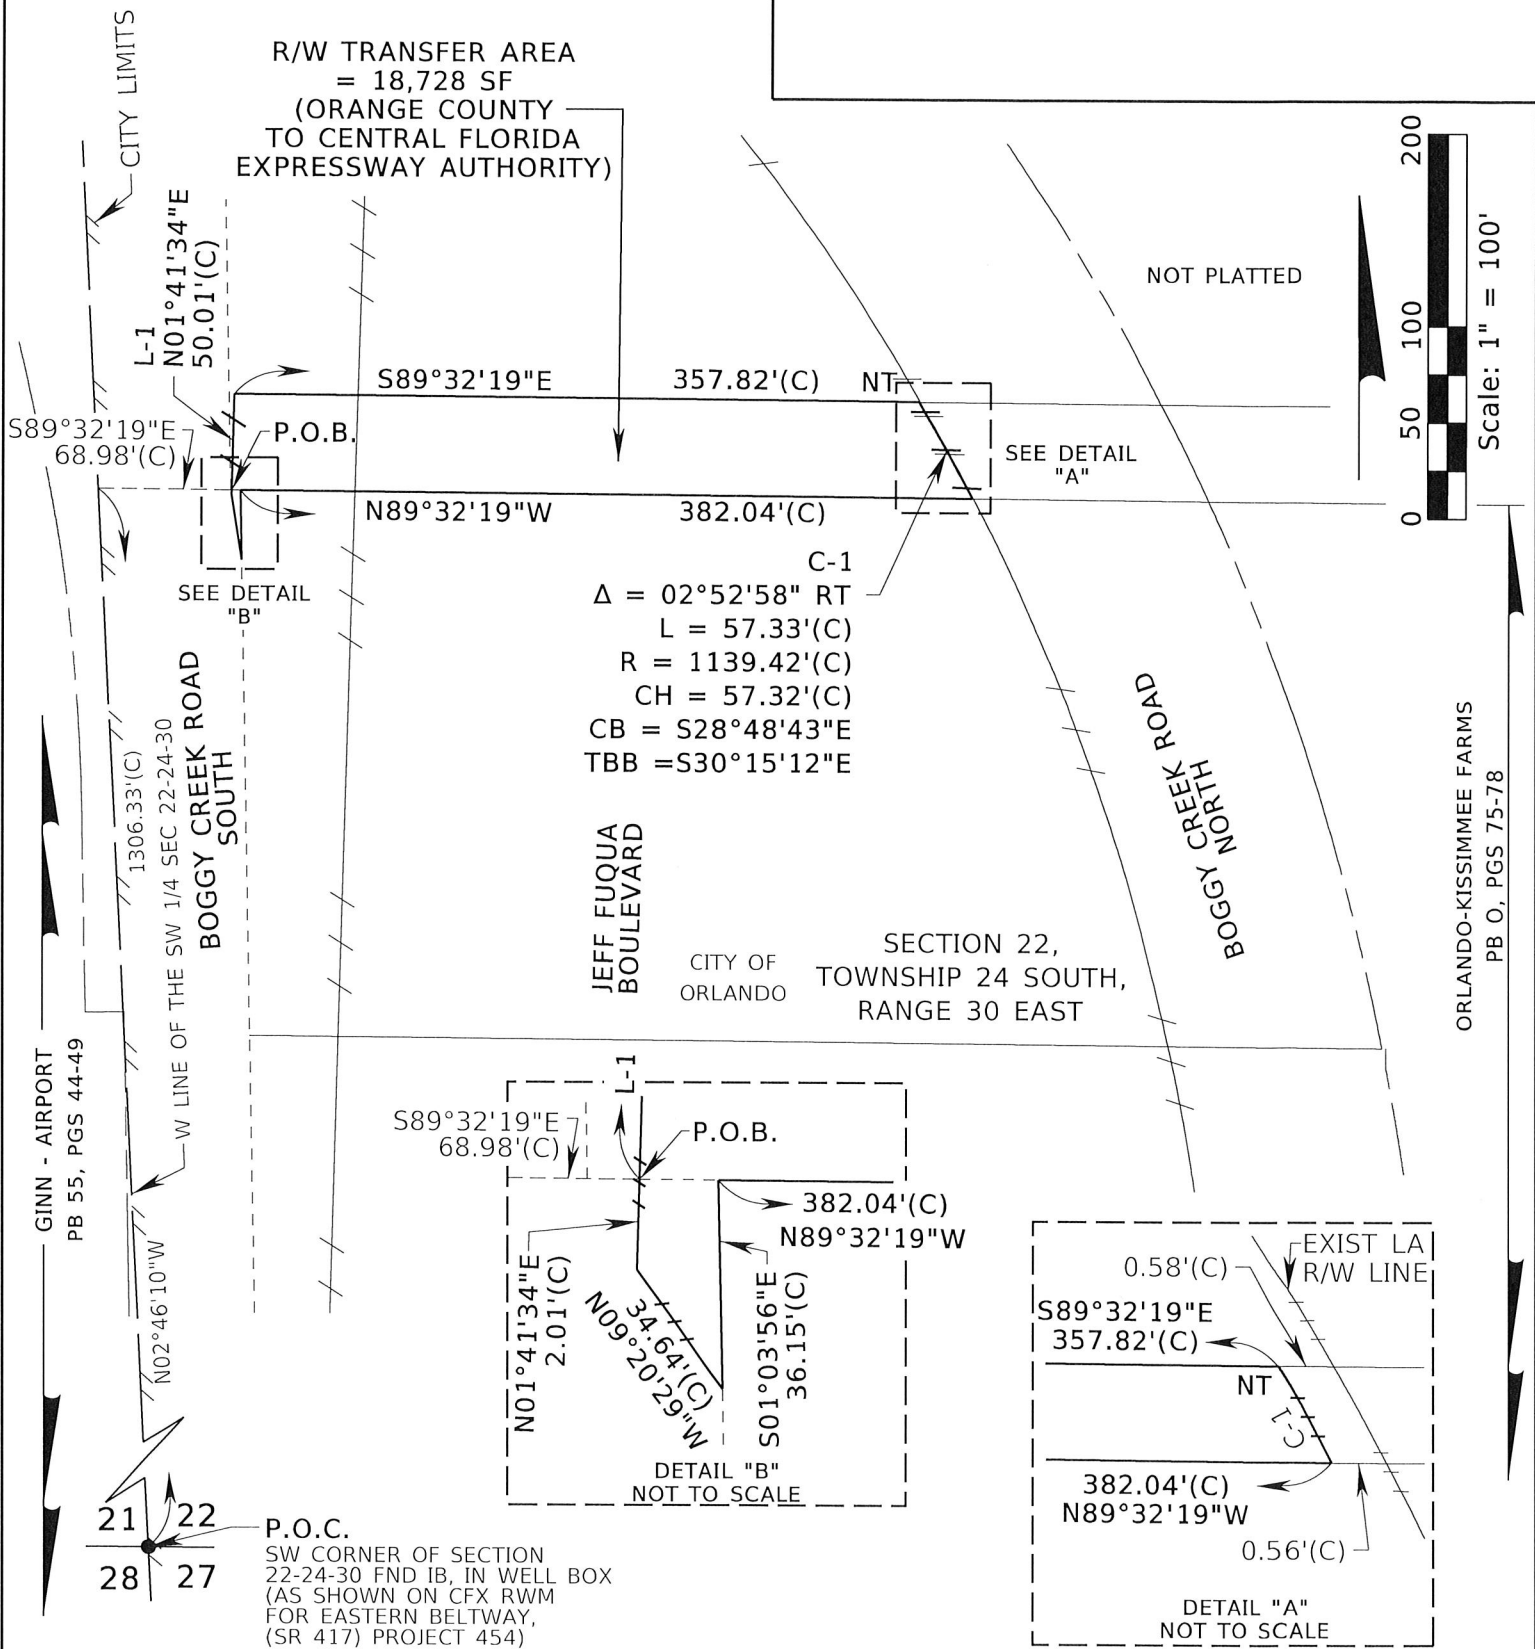 CITY LIMITS
R/W TRANSFER AREA
= 18,728 SF
(ORANGE COUNTY
TO CENTRAL FLORIDA
EXPRESSWAY AUTHORITY)
L-1
N01°41'34"E
50.01'(C)
NOT PLATTED
200
100
50
0
Scale: 1" = 100'
S89°32'19"E
357.82'(C)
NT
S89°32'19"E
68.98'(C)
P.O.B.
SEE DETAIL
"A"
N89°32'19"W
382.04'(C)
SEE DETAIL
"B"
C-1
Δ = 02°52'58" RT
L = 57.33'(C)
R = 1139.42'(C)
CH = 57.32'(C)
CB = S28°48'43"E
TBB =S30°15'12"E
1306.33'(C)
W LINE OF THE SW 1/4 SEC 22-24-30
BOGGY CREEK ROAD
SOUTH
BOGGY CREEK ROAD
NORTH
ORLANDO-KISSIMMEE FARMS
PB O, PGS 75-78
JEFF FUQUA
BOULEVARD
CITY OF
ORLANDO
SECTION 22,
TOWNSHIP 24 SOUTH,
RANGE 30 EAST
GINN - AIRPORT
PB 55, PGS 44-49
N02°46'10"W
L-1
S89°32'19"E
68.98'(C)
P.O.B.
382.04'(C)
N89°32'19"W
N01°41'34"E
2.01'(C)
34.64'(C)
N09°20'29"W
S01°03'56"E
36.15'(C)
DETAIL "B"
NOT TO SCALE
EXIST LA
R/W LINE
0.58'(C)
S89°32'19"E
357.82'(C)
NT
C-1
382.04'(C)
N89°32'19"W
0.56'(C)
DETAIL "A"
NOT TO SCALE
21 22
28 27
P.O.C.
SW CORNER OF SECTION
22-24-30 FND IB, IN WELL BOX
(AS SHOWN ON CFX RWM
FOR EASTERN BELTWAY,
(SR 417) PROJECT 454)